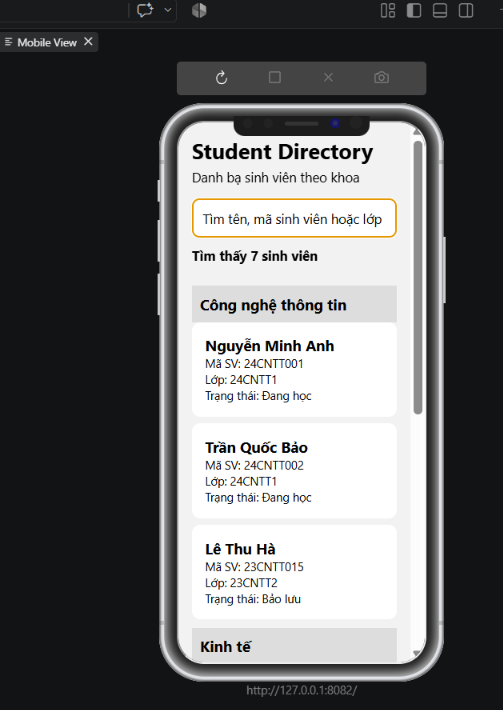 Mobile View
Student Directory
Danh bạ sinh viên theo khoa
Tìm tên, mã sinh viên hoặc lớp
Tìm thấy 7 sinh viên
Công nghệ thông tin
Nguyễn Minh Anh
Mã SV: 24CNTT001
Lớp: 24CNTT1
Trạng thái: Đang học
Trần Quốc Bảo
Mã SV: 24CNTT002
Lớp: 24CNTT1
Trạng thái: Đang học
Lê Thu Hà
Mã SV: 23CNTT015
Lớp: 23CNTT2
Trạng thái: Bảo lưu
Kinh tế
http://127.0.0.1:8082/